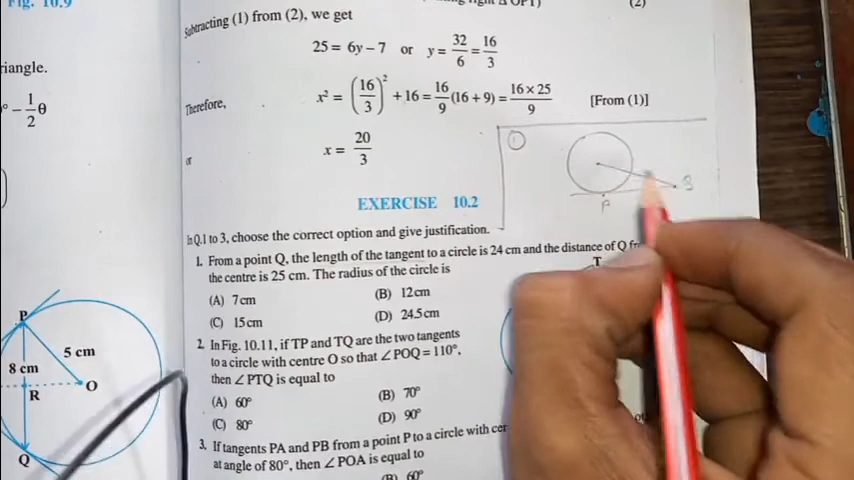 Fig. 10.9
riangle.
° – 1/2 θ
P
8 cm
5 cm
R
O
Q
(2)
Subtracting (1) from (2), we get
25 = 6y – 7 or y = 32/6 = 16/3
Therefore, x² = (16/3)² + 16 = 16/9 (16 + 9) = 16 × 25/9 [From (1)]
or x = 20/3
1
P
EXERCISE 10.2
In Q.1 to 3, choose the correct option and give justification.
1. From a point Q, the length of the tangent to a circle is 24 cm and the distance of Q
the centre is 25 cm. The radius of the circle is
(A) 7 cm (B) 12 cm
(C) 15 cm (D) 24.5 cm
T
2. In Fig. 10.11, if TP and TQ are the two tangents
to a circle with centre O so that ∠POQ = 110°,
then ∠PTQ is equal to
(A) 60° (B) 70°
(C) 80° (D) 90°
3. If tangents PA and PB from a point P to a circle with
at angle of 80°, then ∠POA is equal to
(B) 60°